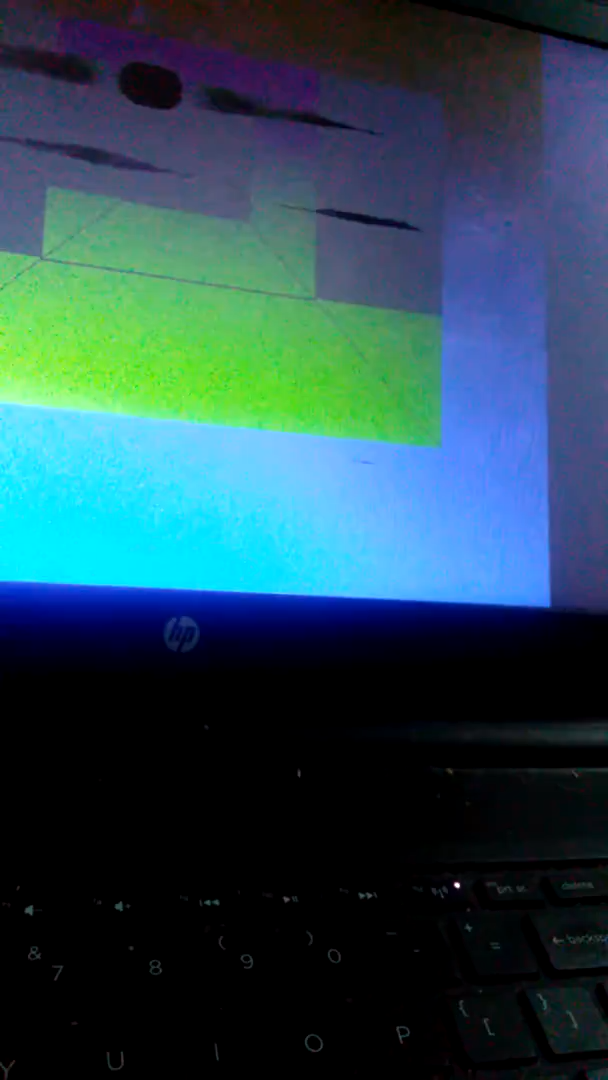 hp
prt sc delete
& 7 * 8 ( 9 ) 0 - + = backsp
Y U I O P { [ } ]